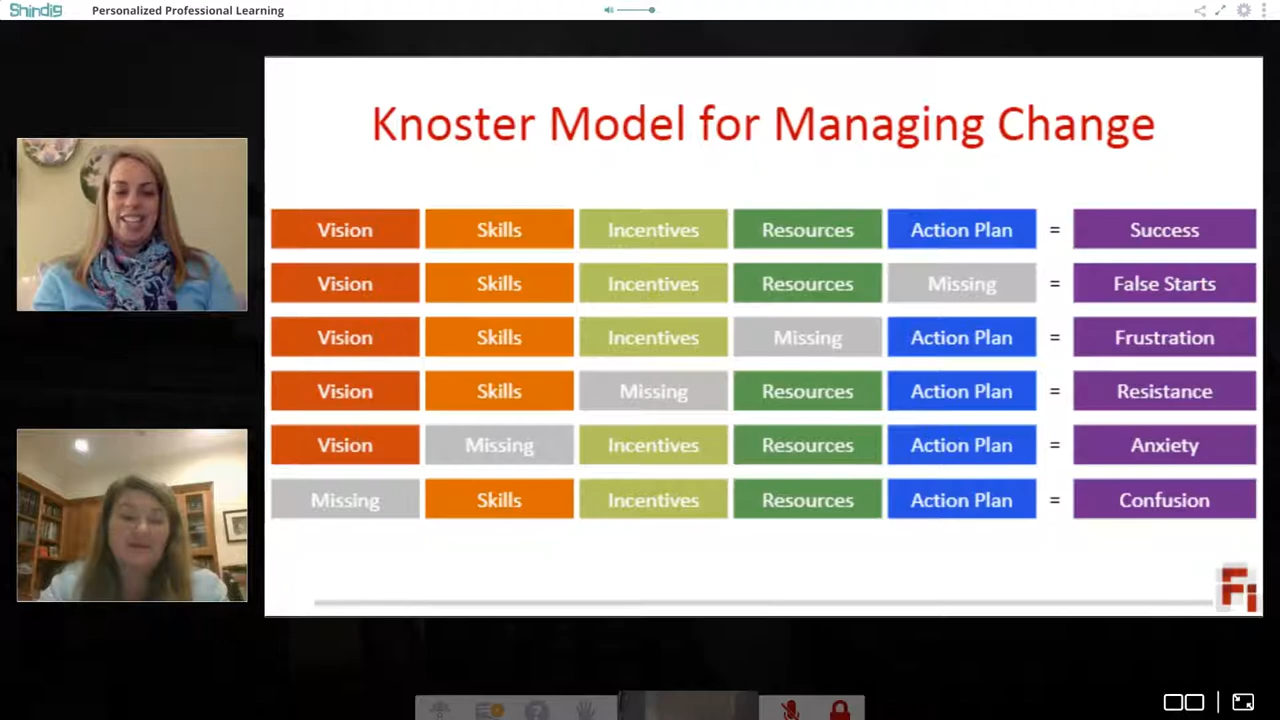 Shindig Personalized Professional Learning
Knoster Model for Managing Change
Vision Skills Incentives Resources Action Plan = Success
Vision Skills Incentives Resources Missing = False Starts
Vision Skills Incentives Missing Action Plan = Frustration
Vision Skills Missing Resources Action Plan = Resistance
Vision Missing Incentives Resources Action Plan = Anxiety
Missing Skills Incentives Resources Action Plan = Confusion
Fi